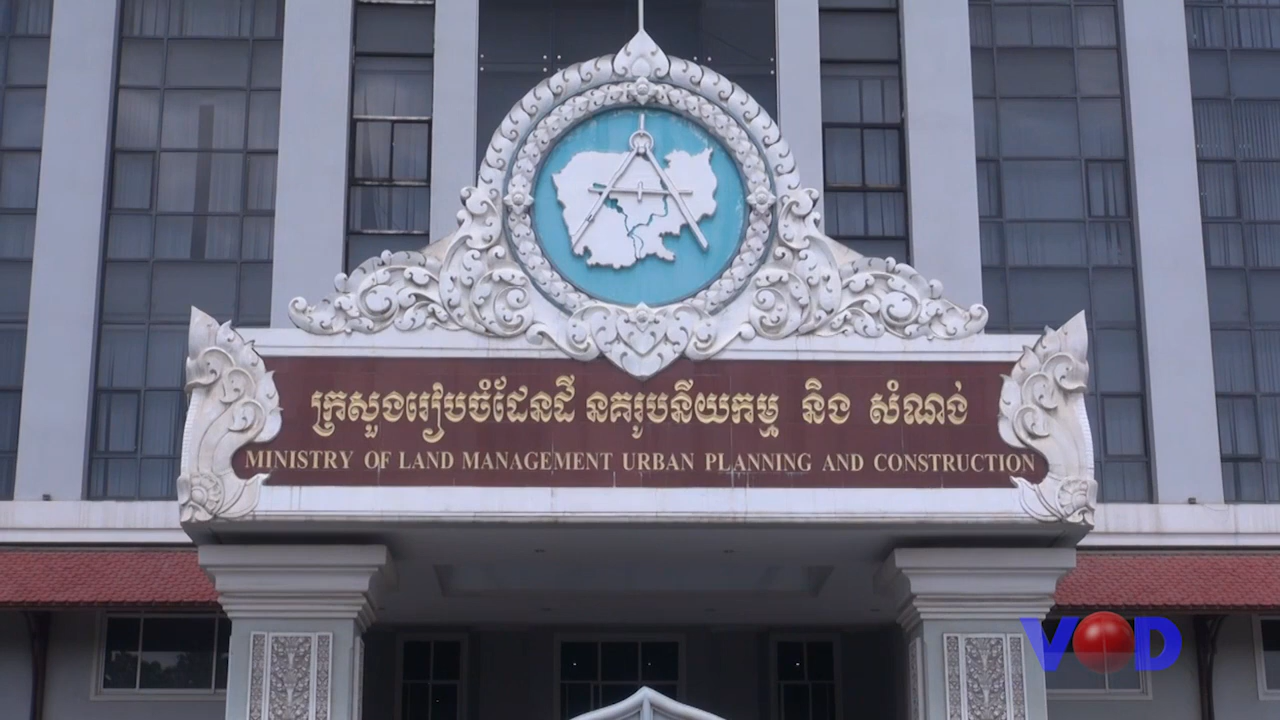 ក្រសួងរៀបចំដែនដី នគរូបនីយកម្ម និង សំណង់
MINISTRY OF LAND MANAGEMENT URBAN PLANNING AND CONSTRUCTION
VOD